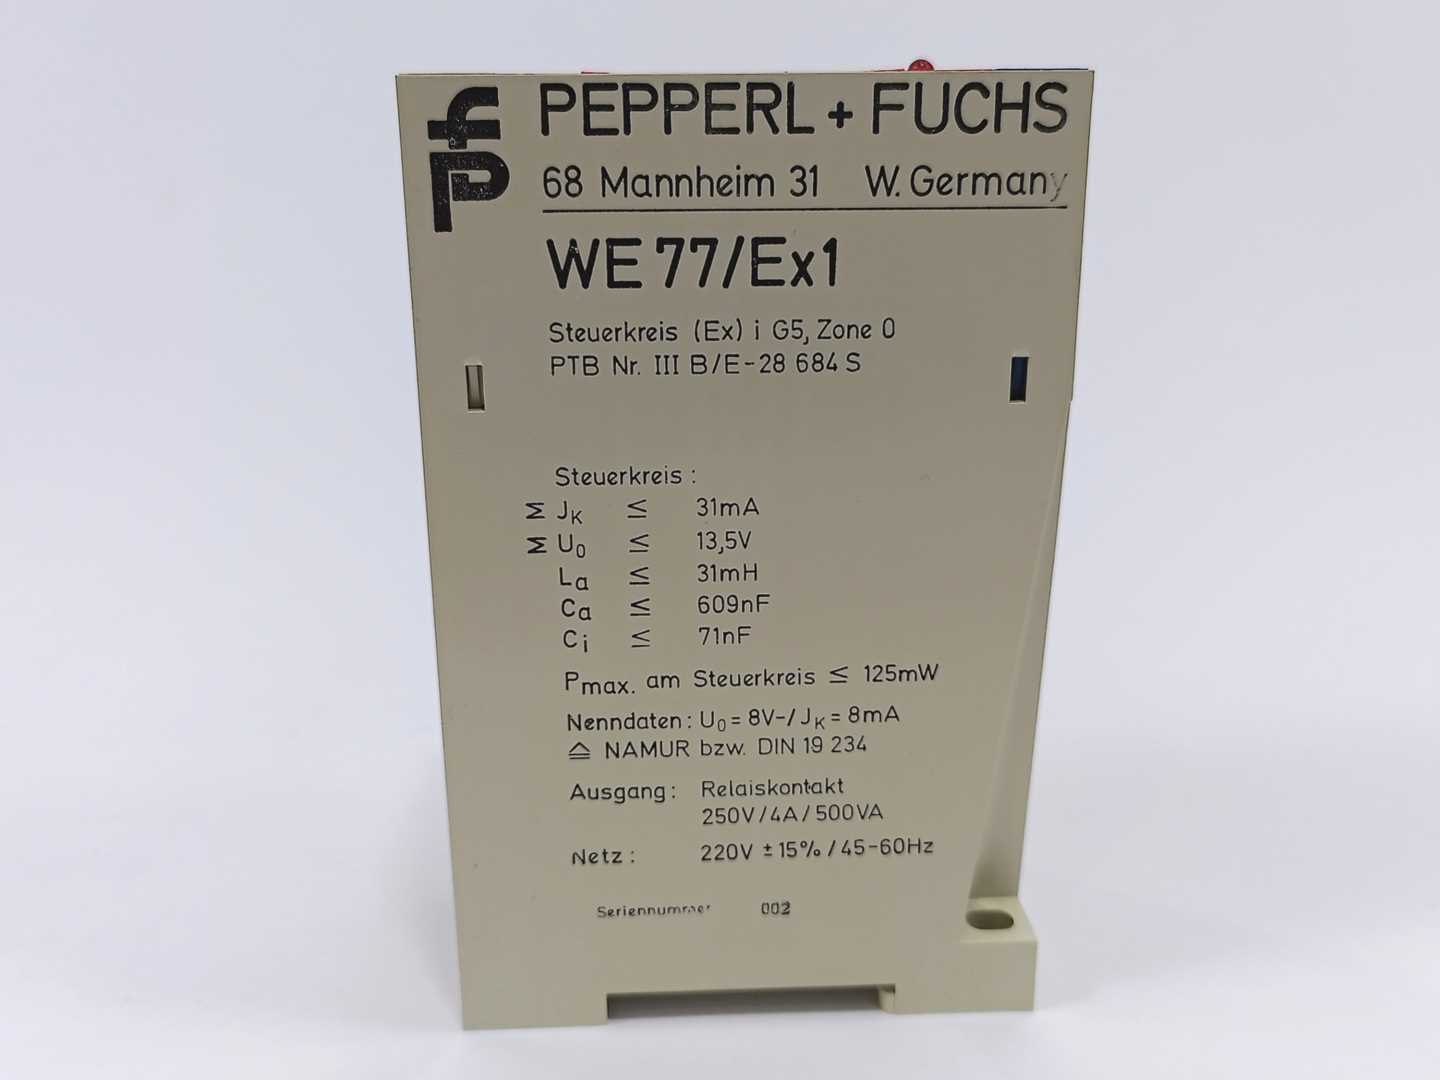 PEPPERL + FUCHS
68 Mannheim 31 W. Germany
WE 77/Ex1
Steuerkreis (Ex) i G5, Zone 0
PTB Nr. III B/E-28 684 S
Steuerkreis :
Σ JK ≦ 31mA
Σ U0 ≦ 13,5V
La ≦ 31mH
Ca ≦ 609nF
Ci ≦ 71nF
Pmax. am Steuerkreis ≦ 125mW
Nenndaten: U0 = 8V-/JK = 8mA
≙ NAMUR bzw. DIN 19 234
Ausgang: Relaiskontakt
250V/4A/500VA
Netz: 220V ±15%/45-60Hz
Seriennummer 002